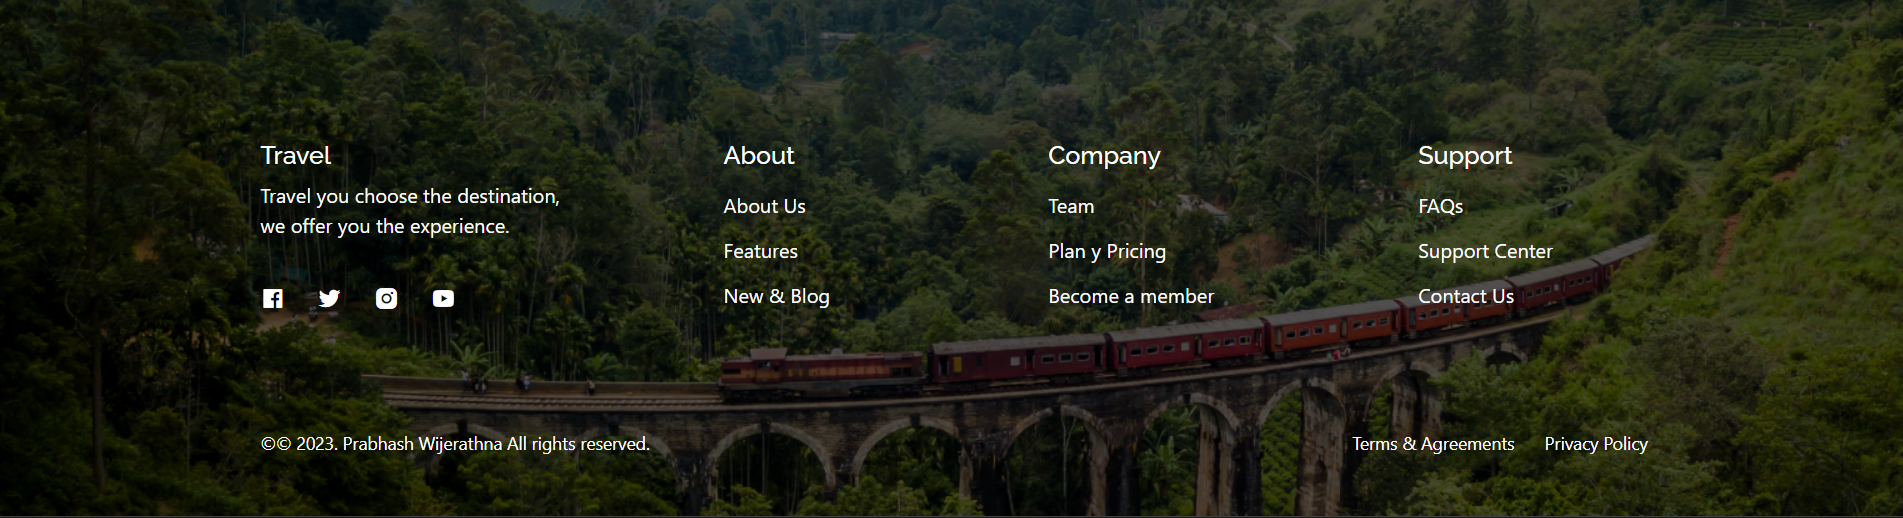 Travel
Travel you choose the destination,
we offer you the experience.
About
About Us
Features
New & Blog
Company
Team
Plan y Pricing
Become a member
Support
FAQs
Support Center
Contact Us
©© 2023. Prabhash Wijerathna All rights reserved.
Terms & Agreements
Privacy Policy